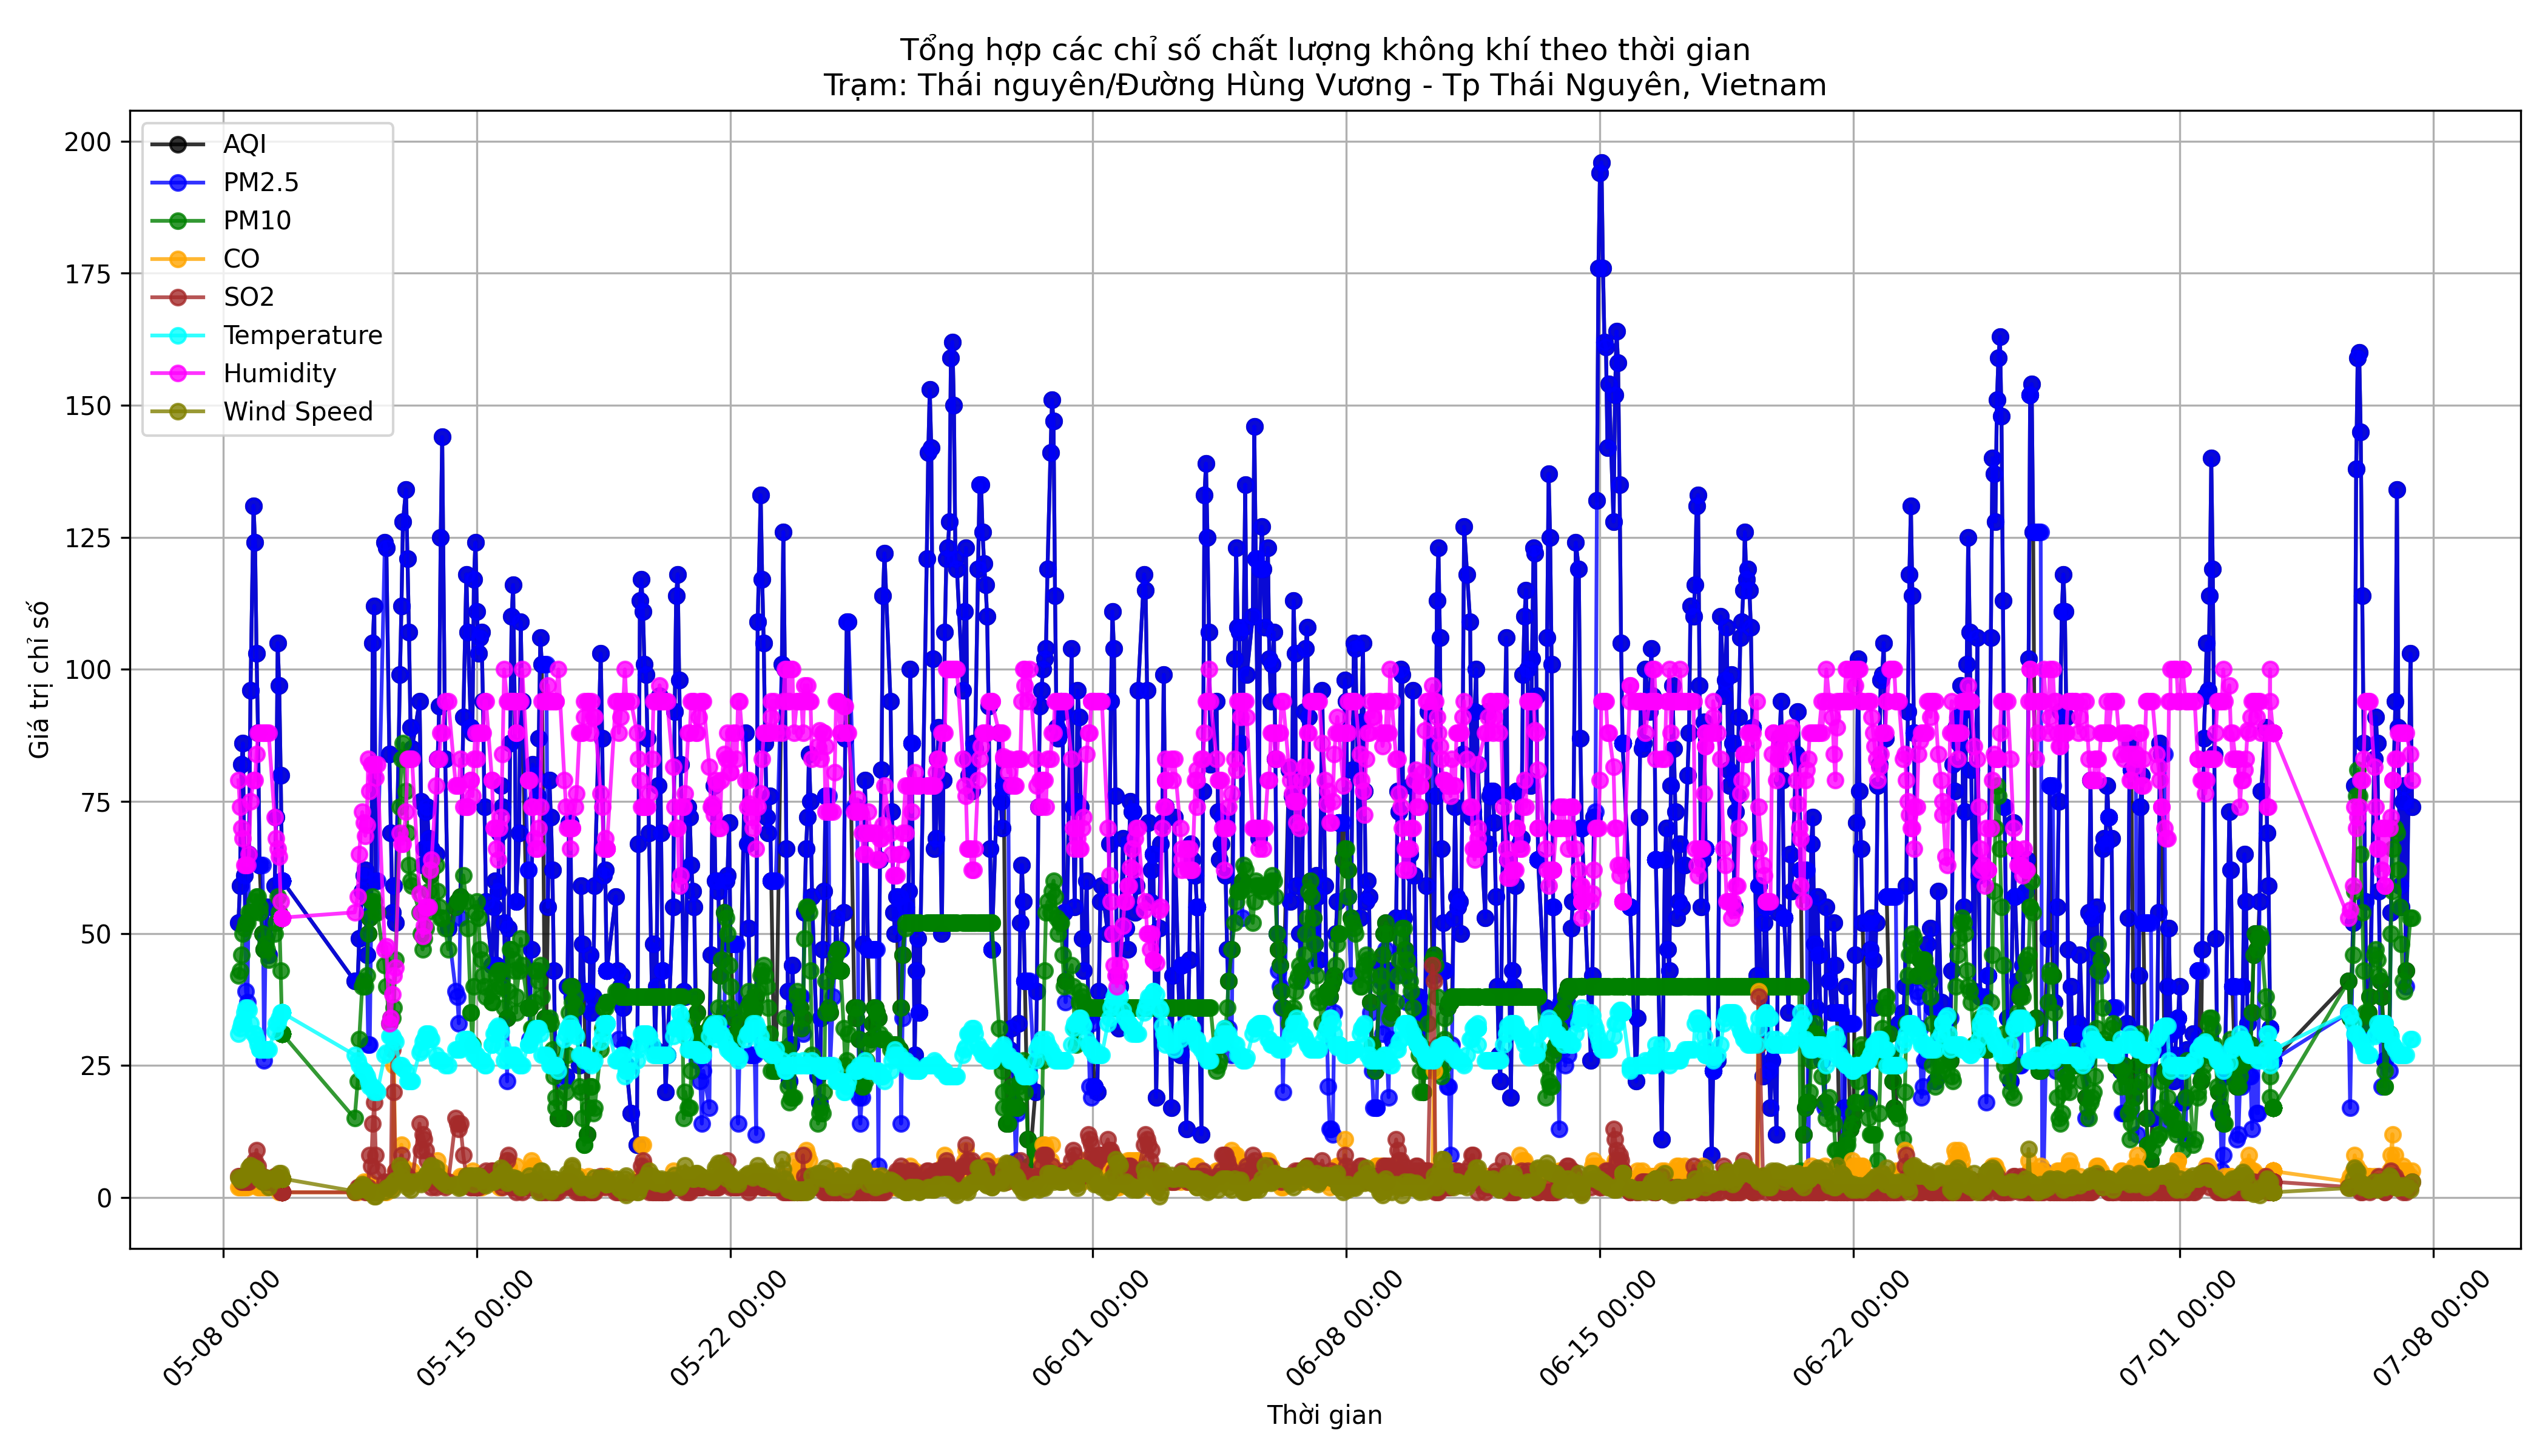 Tổng hợp các chỉ số chất lượng không khí theo thời gian
Trạm: Thái nguyên/Đường Hùng Vương - Tp Thái Nguyên, Vietnam
AQI
PM2.5
PM10
CO
SO2
Temperature
Humidity
Wind Speed
Giá trị chỉ số
200
175
150
125
100
75
50
25
0
05-08 00:00
05-15 00:00
05-22 00:00
06-01 00:00
06-08 00:00
06-15 00:00
06-22 00:00
07-01 00:00
07-08 00:00
Thời gian